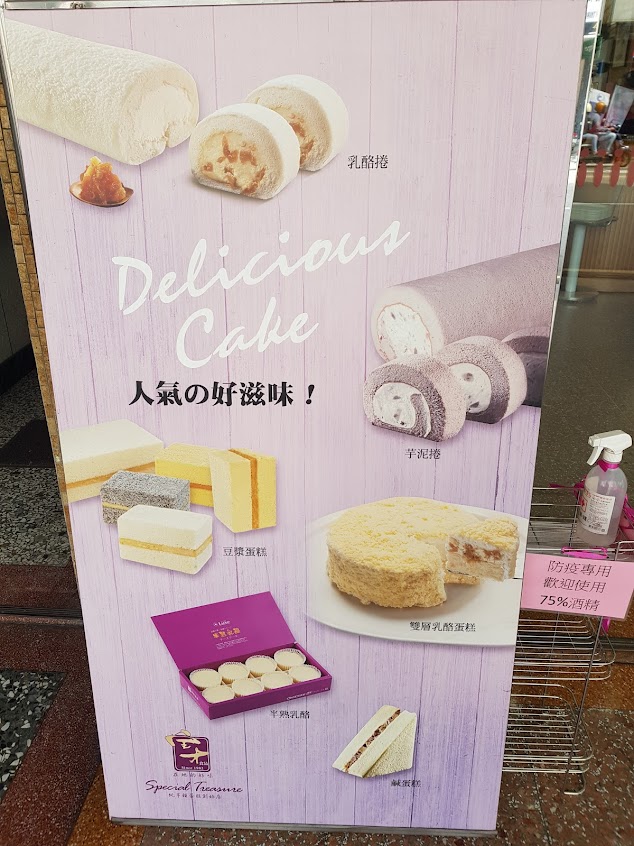 乳酪捲
Delicious
Cake
人氣の好滋味！
芋泥捲
豆漿蛋糕
防疫專用
歡迎使用
75%酒精
雙層乳酪蛋糕
半熟乳酪
鹹蛋糕
Since 1981
Special Treasure